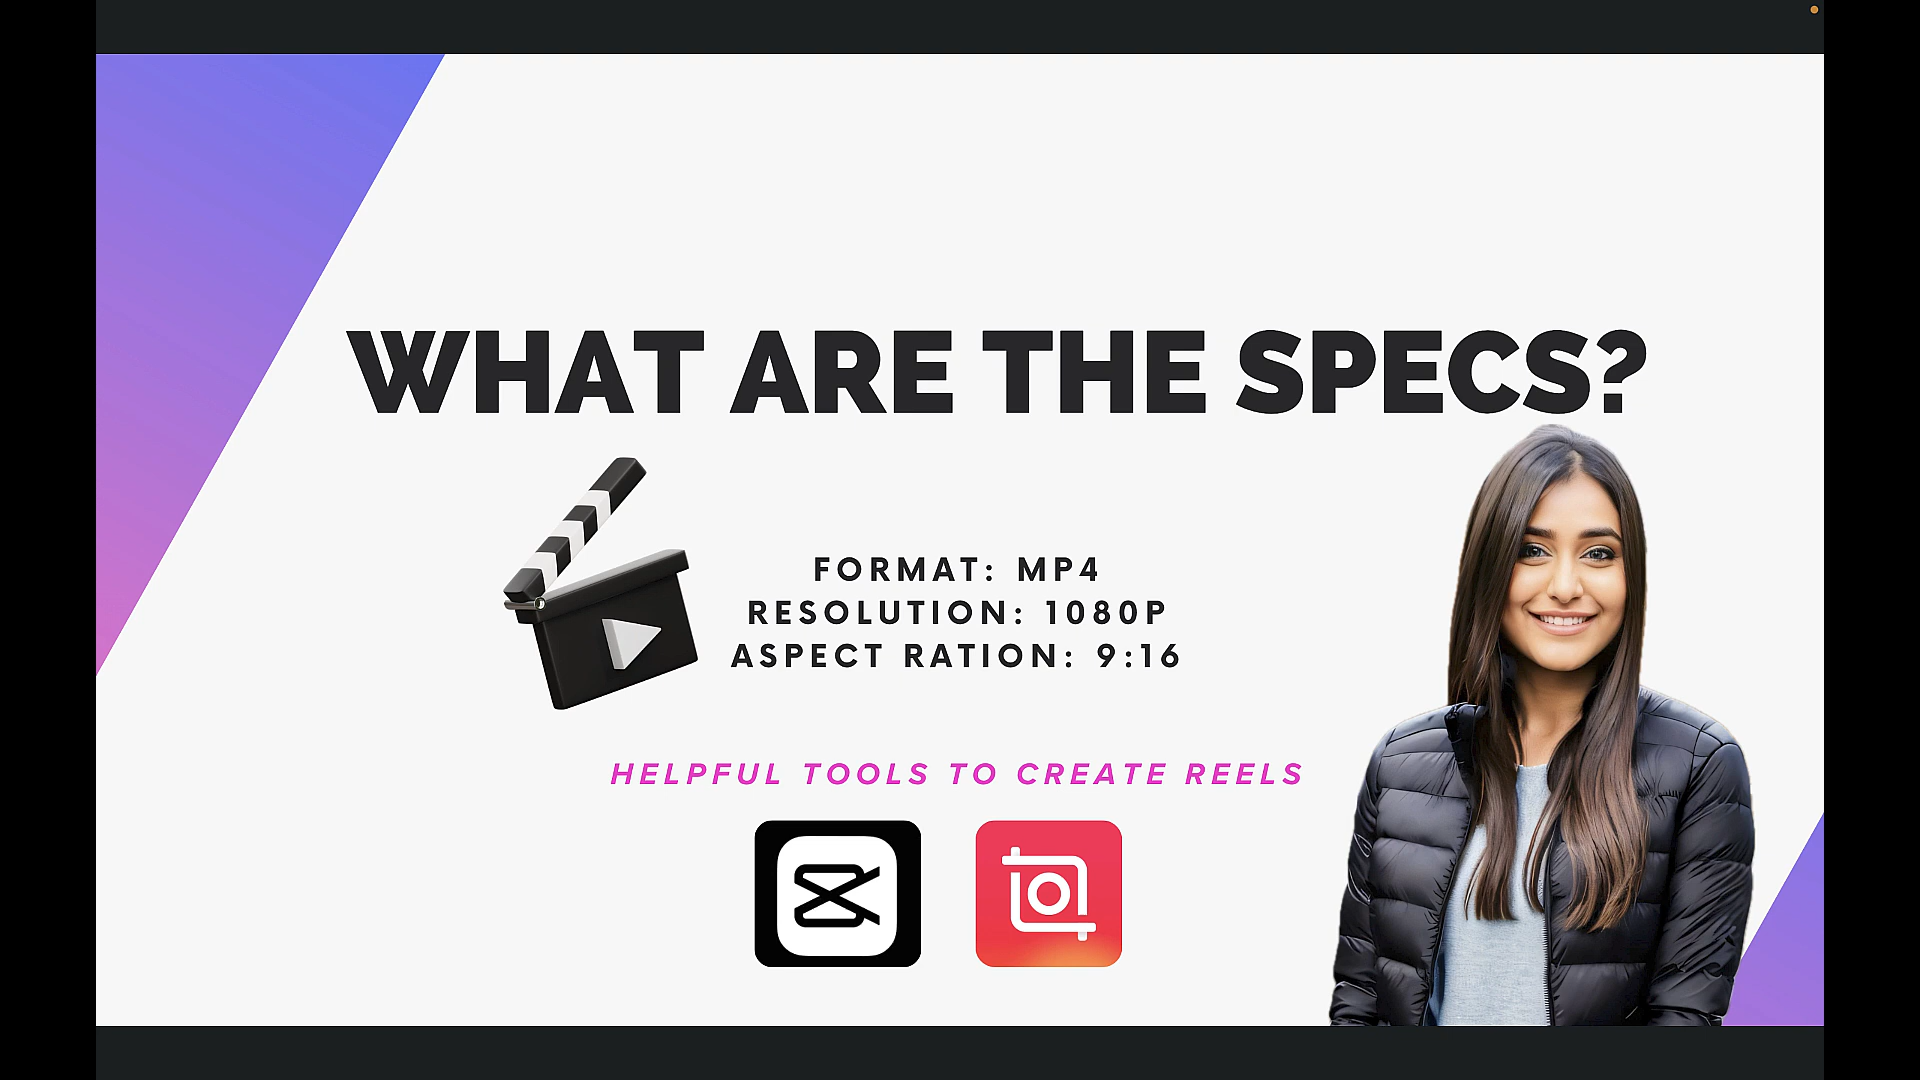 WHAT ARE THE SPECS?
FORMAT: MP4
RESOLUTION: 1080P
ASPECT RATION: 9:16
HELPFUL TOOLS TO CREATE REELS